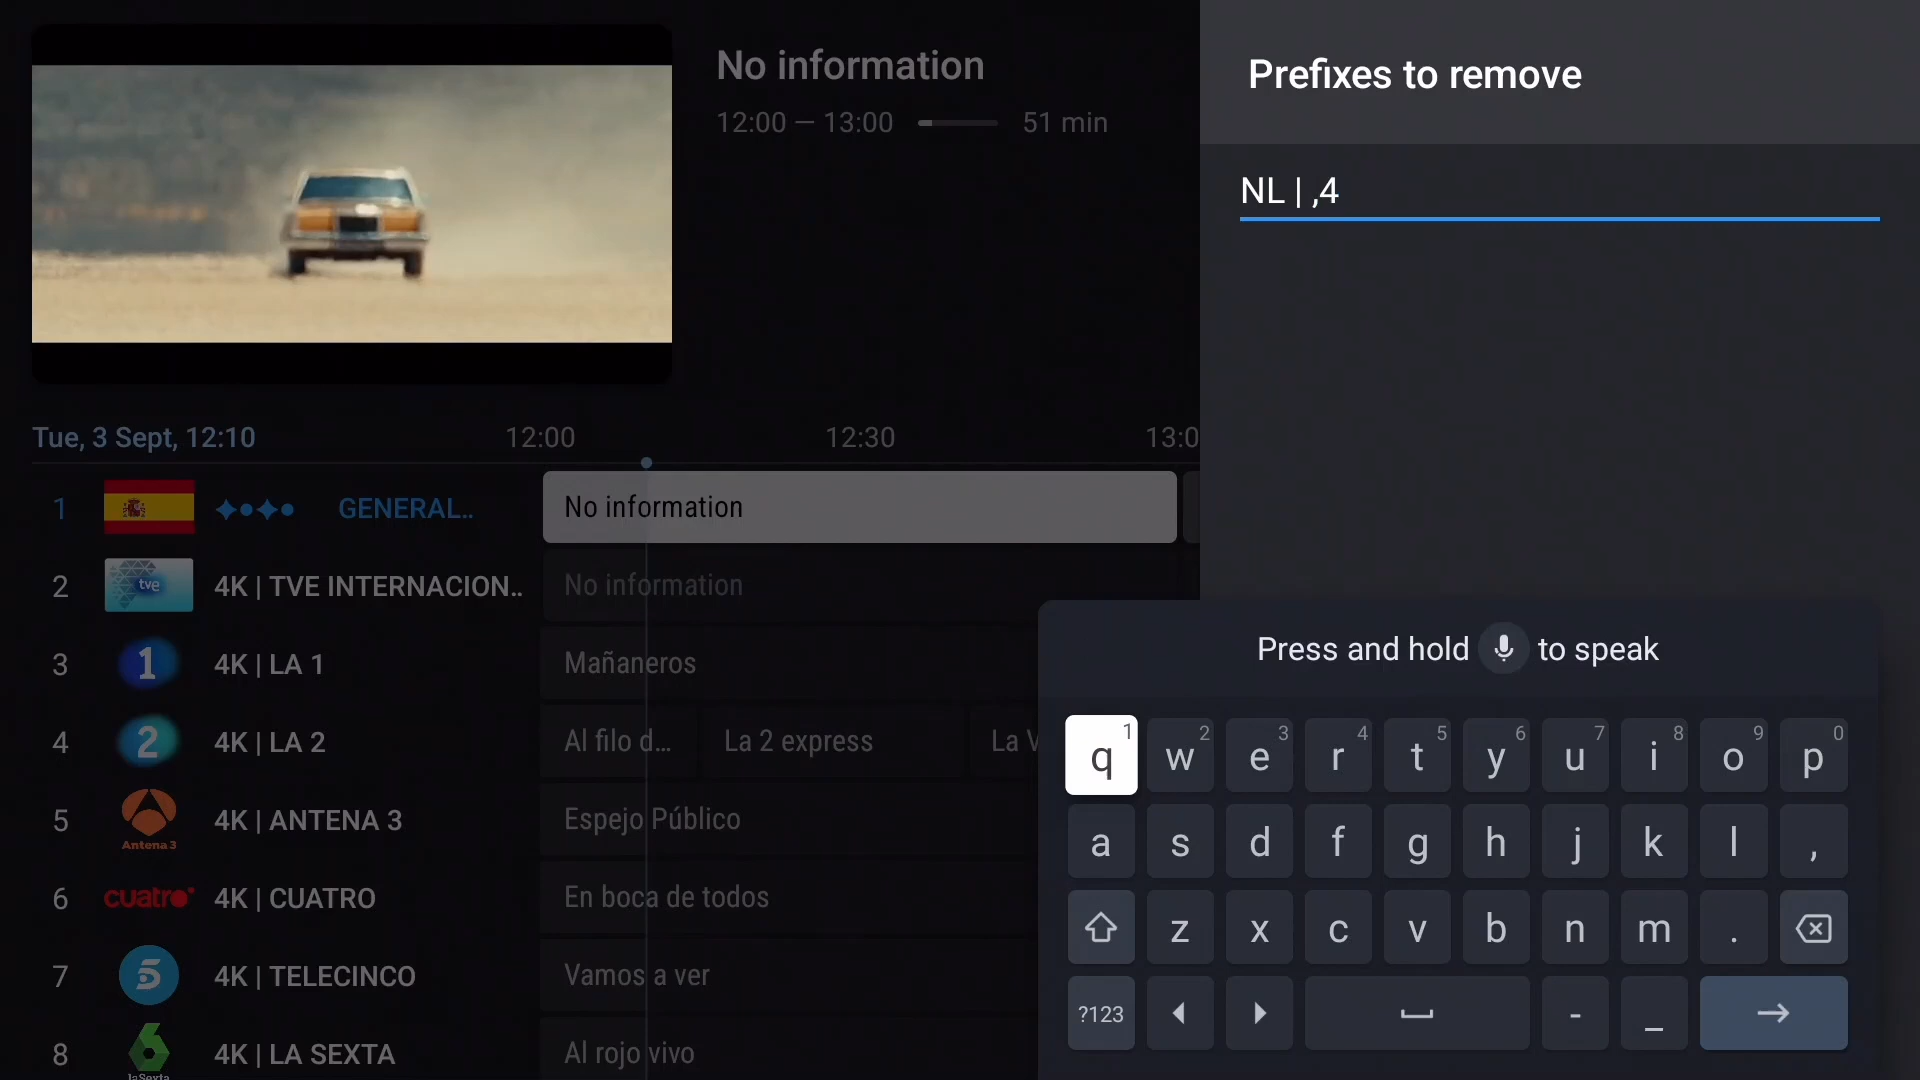 No information
12:00 — 13:00 51 min
Prefixes to remove
NL | ,4
Tue, 3 Sept, 12:10 12:00 12:30 13:0
1 GENERAL.. No information
2 tve 4K | TVE INTERNACION.. No information
3 1 4K | LA 1 Mañaneros
4 2 4K | LA 2 Al filo d... La 2 express La V
5 Antena 3 4K | ANTENA 3 Espejo Público
6 cuatro 4K | CUATRO En boca de todos
7 5 4K | TELECINCO Vamos a ver
8 laSexta 4K | LA SEXTA Al rojo vivo
Press and hold to speak
q 1 w 2 e 3 r 4 t 5 y 6 u 7 i 8 o 9 p 0
a s d f g h j k l ,
z x c v b n m .
?123 - _